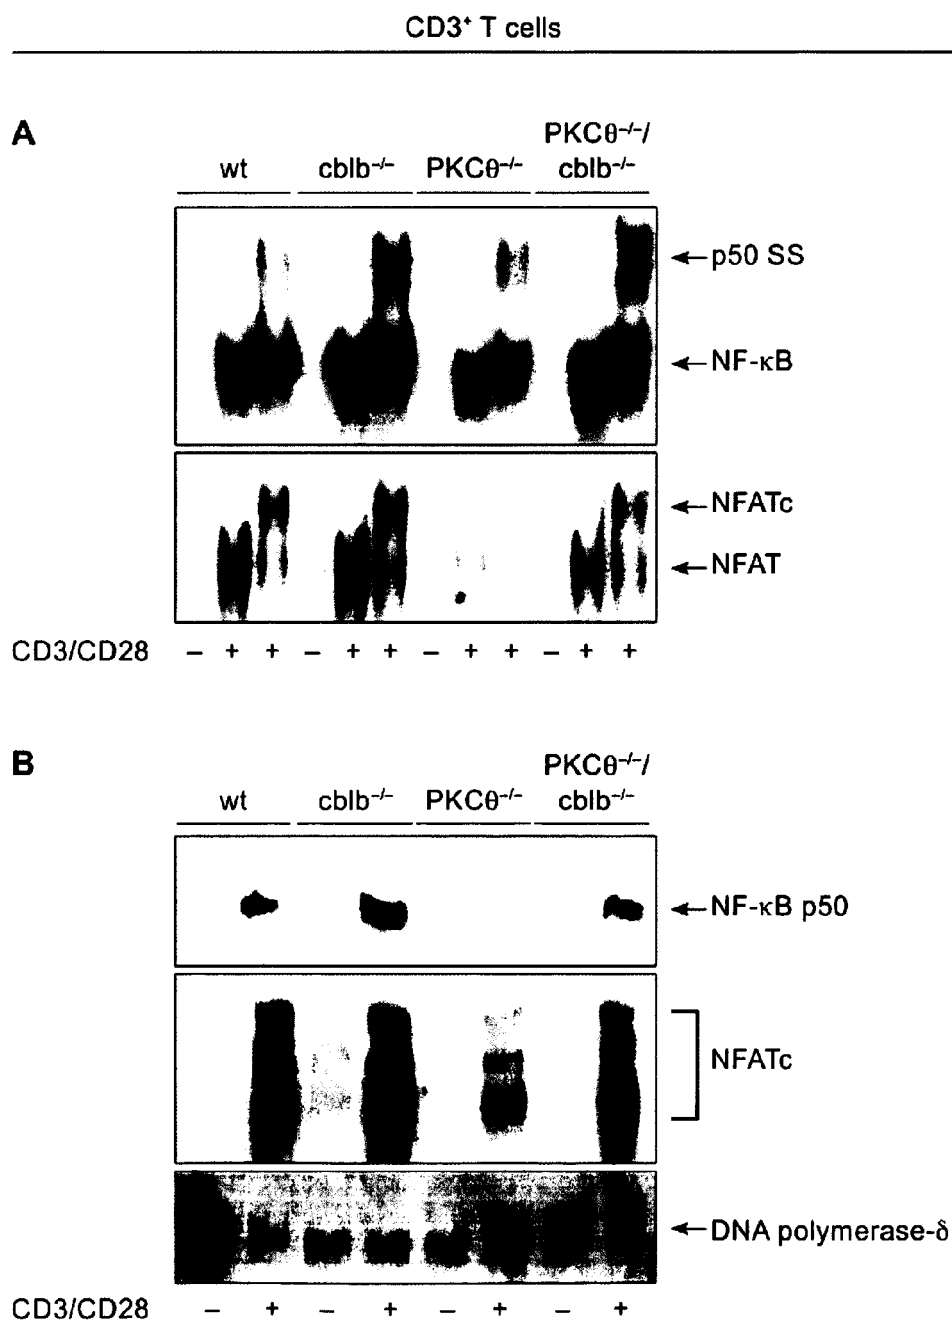 CD3⁺ T cells
A
PKCθ⁻/⁻/
wt cblb⁻/⁻ PKCθ⁻/⁻ cblb⁻/⁻
p50 SS
NF-κB
NFATc
NFAT
CD3/CD28 – + + – + + – + + – + +
B
PKCθ⁻/⁻/
wt cblb⁻/⁻ PKCθ⁻/⁻ cblb⁻/⁻
NF-κB p50
NFATc
DNA polymerase-δ
CD3/CD28 – + – + – + – +